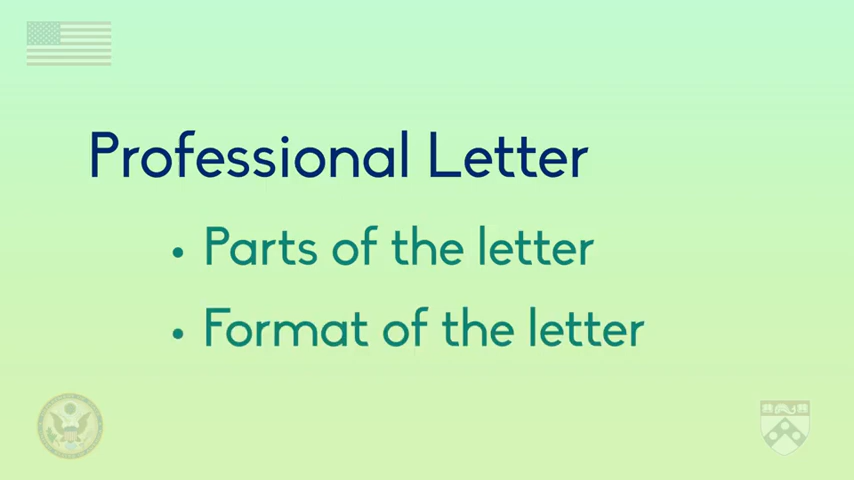 Professional Letter
• Parts of the letter
• Format of the letter